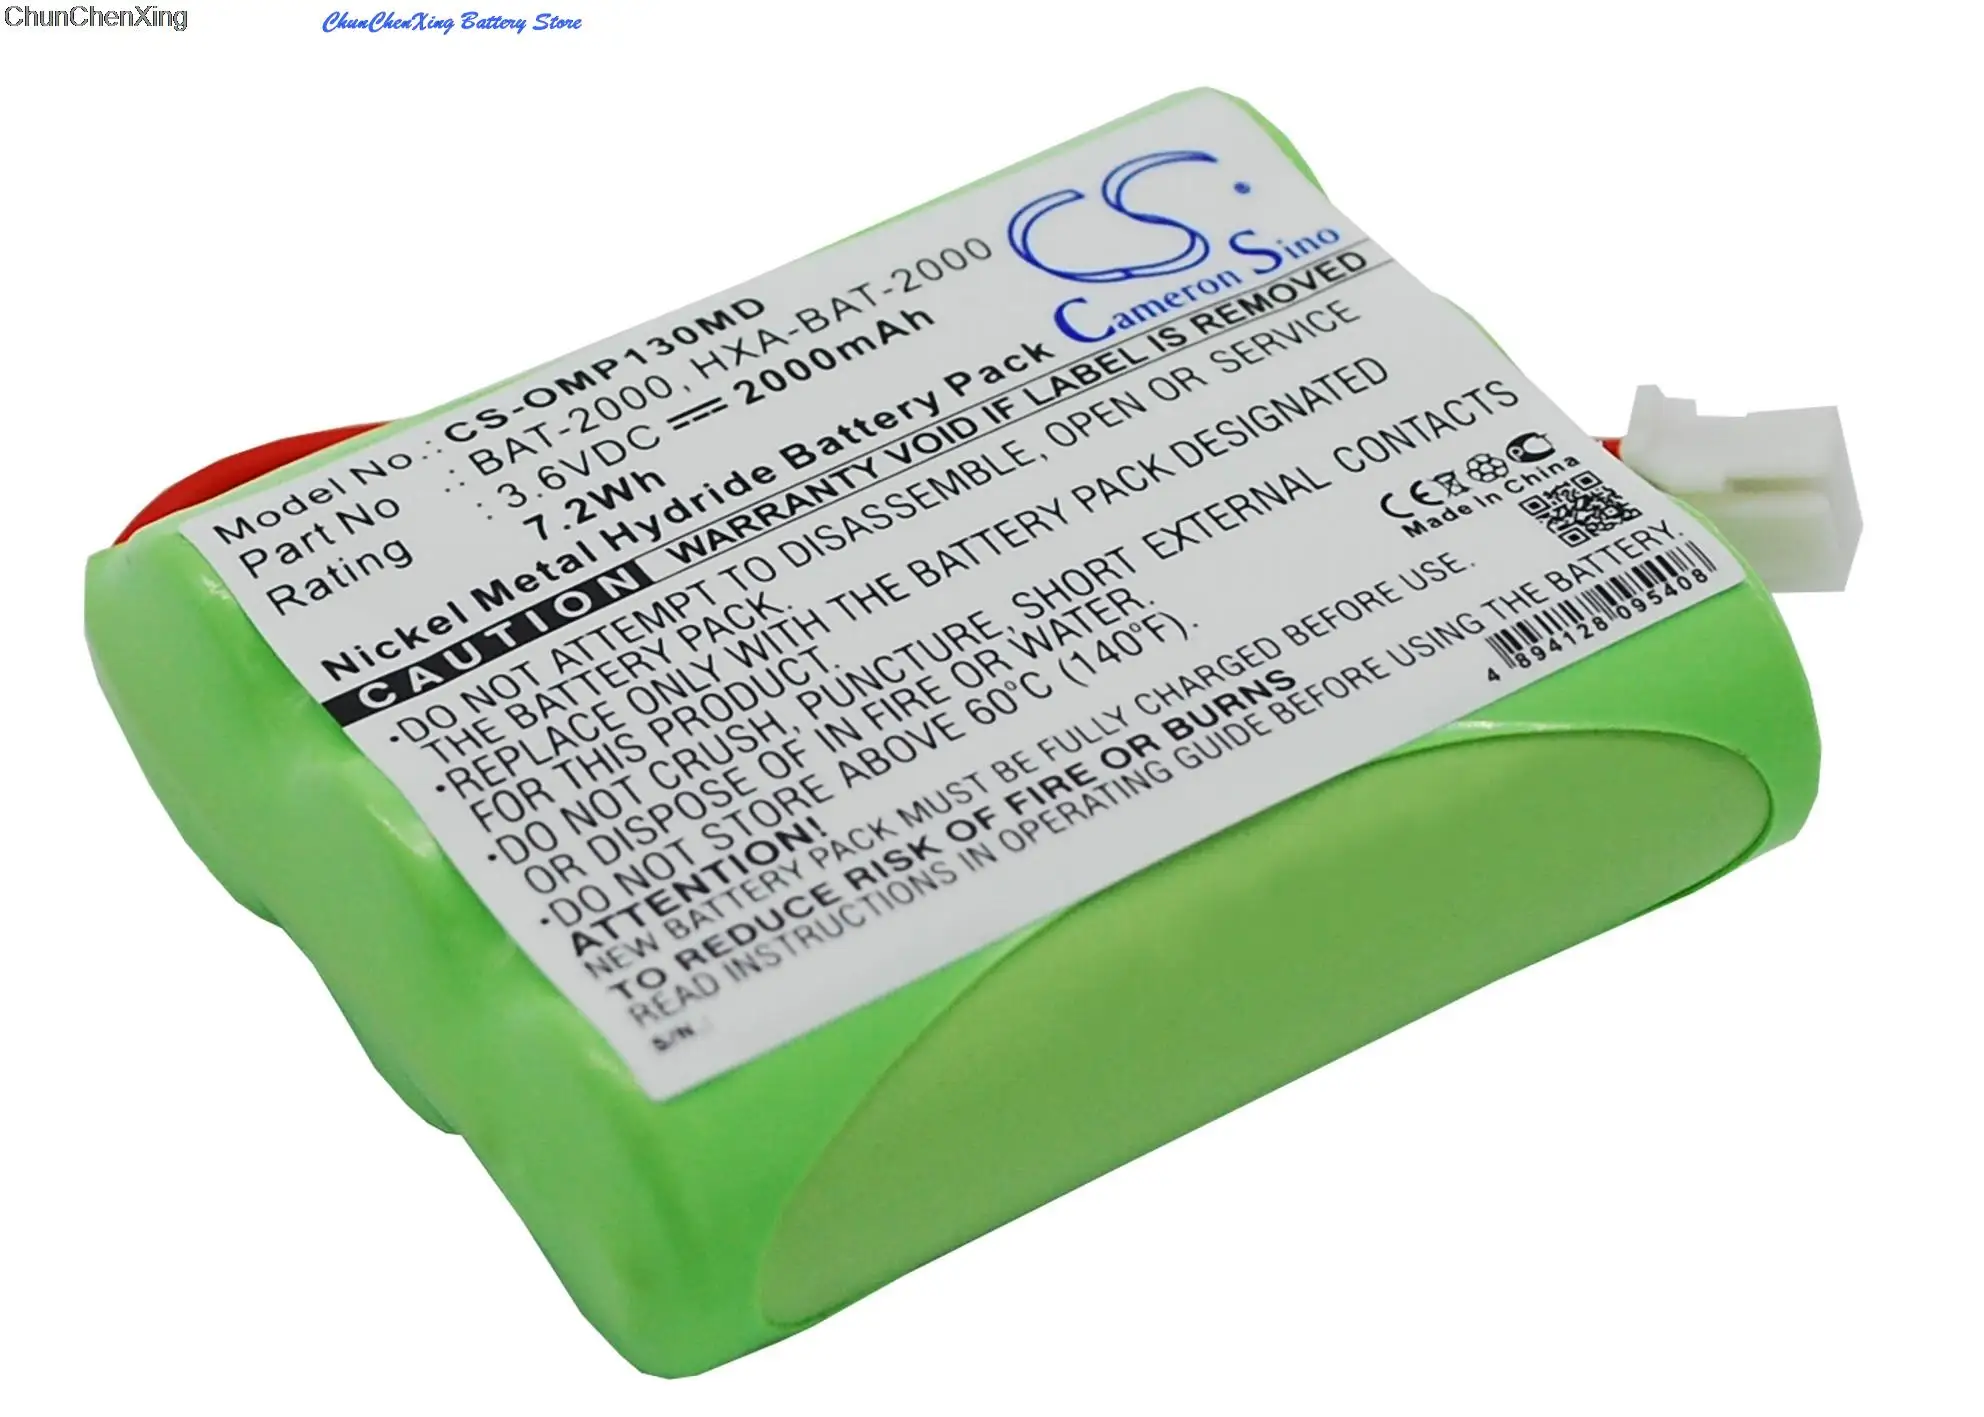 ChunChenXing
ChunChenXing Battery Store
CS
Cameron Sino
Model No.: CS-OMP130MD
Part No : BAT-2000, HXA-BAT-2000
Rating : 3.6VDC 2000mAh
7.2Wh
Nickel Metal Hydride Battery Pack
CAUTION WARRANTY VOID IF LABEL IS REMOVED
•DO NOT ATTEMPT TO DISASSEMBLE, OPEN OR SERVICE
THE BATTERY PACK.
•REPLACE ONLY WITH THE BATTERY PACK DESIGNATED
FOR THIS PRODUCT.
•DO NOT CRUSH, PUNCTURE, SHORT EXTERNAL CONTACTS
OR DISPOSE OF IN FIRE OR WATER.
•DO NOT STORE ABOVE 60°C (140°F).
CE
Made in China
ATTENTION!
NEW BATTERY PACK MUST BE FULLY CHARGED BEFORE USE.
TO REDUCE RISK OF FIRE OR BURNS
READ INSTRUCTIONS IN OPERATING GUIDE BEFORE USING THE BATTERY.
S/N.:
4 894128 095408